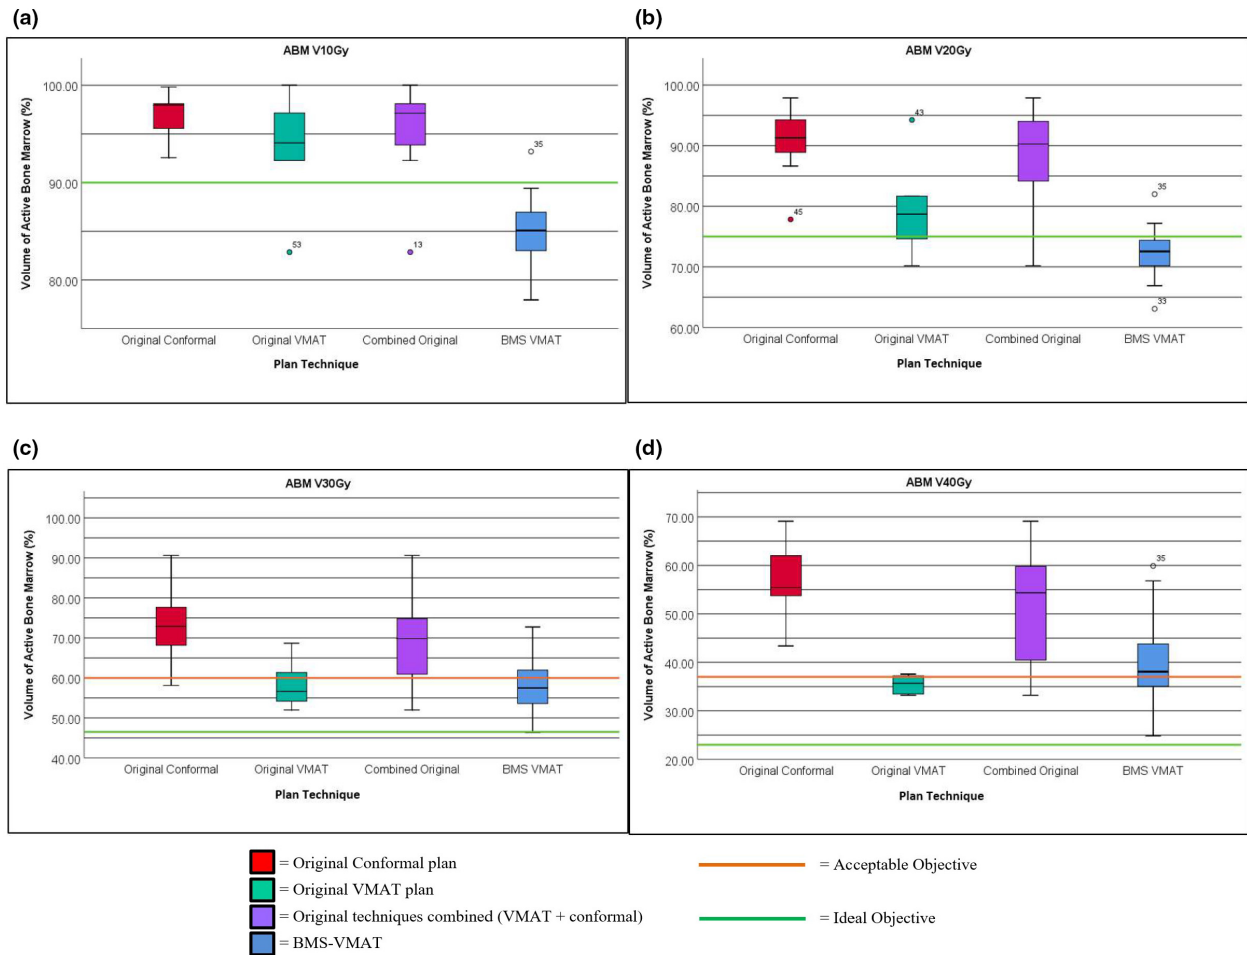 (a)
ABM V10Gy
Volume of Active Bone Marrow (%)
100.00
90.00
80.00
53
13
35
Original Conformal
Original VMAT
Combined Original
BMS VMAT
Plan Technique
(b)
ABM V20Gy
Volume of Active Bone Marrow (%)
100.00
90.00
80.00
70.00
60.00
45
43
35
33
Original Conformal
Original VMAT
Combined Original
BMS VMAT
Plan Technique
(c)
ABM V30Gy
Volume of Active Bone Marrow (%)
100.00
90.00
80.00
70.00
60.00
50.00
40.00
Original Conformal
Original VMAT
Combined Original
BMS VMAT
Plan Technique
(d)
ABM V40Gy
Volume of Active Bone Marrow (%)
70.00
60.00
50.00
40.00
30.00
20.00
35
Original Conformal
Original VMAT
Combined Original
BMS VMAT
Plan Technique
= Original Conformal plan
= Original VMAT plan
= Original techniques combined (VMAT + conformal)
= BMS-VMAT
= Acceptable Objective
= Ideal Objective